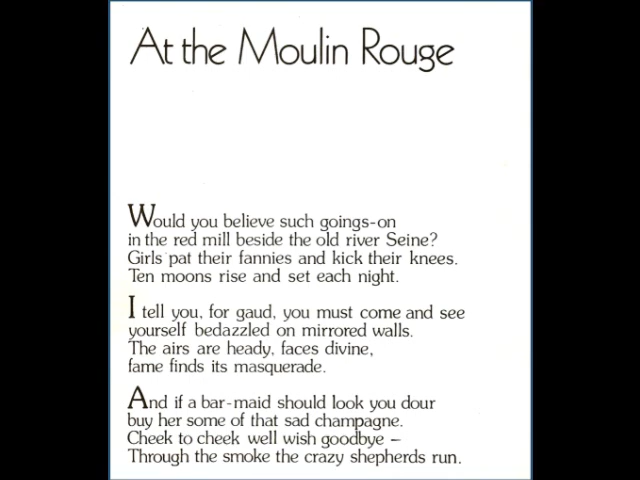 At the Moulin Rouge
Would you believe such goings-on
in the red mill beside the old river Seine?
Girls pat their fannies and kick their knees.
Ten moons rise and set each night.
I tell you, for gaud, you must come and see
yourself bedazzled on mirrored walls.
The airs are heady, faces divine,
fame finds its masquerade.
And if a bar-maid should look you dour
buy her some of that sad champagne.
Cheek to cheek well wish goodbye –
Through the smoke the crazy shepherds run.